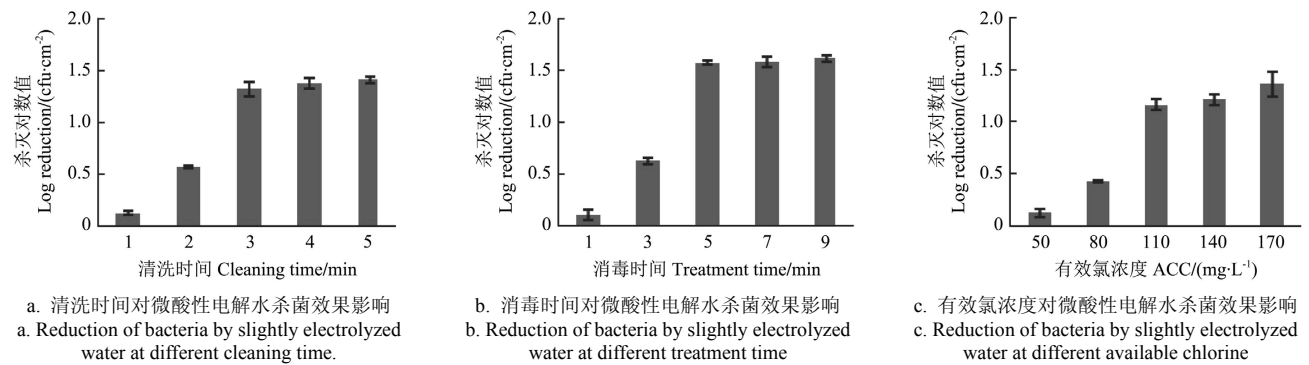 2.0
1.5
1.0
0.5
0
杀灭对数值
Log reduction/(cfu·cm⁻²)
1 2 3 4 5
清洗时间 Cleaning time/min
a. 清洗时间对微酸性电解水杀菌效果影响
a. Reduction of bacteria by slightly electrolyzed
water at different cleaning time.
2.0
1.5
1.0
0.5
0
杀灭对数值
Log reduction/(cfu·cm⁻²)
1 3 5 7 9
消毒时间 Treatment time/min
b. 消毒时间对微酸性电解水杀菌效果影响
b. Reduction of bacteria by slightly electrolyzed
water at different treatment time
2.0
1.5
1.0
0.5
0
杀灭对数值
Log reduction/(cfu·cm⁻²)
50 80 110 140 170
有效氯浓度 ACC/(mg·L⁻¹)
c. 有效氯浓度对微酸性电解水杀菌效果影响
c. Reduction of bacteria by slightly electrolyzed
water at different available chlorine